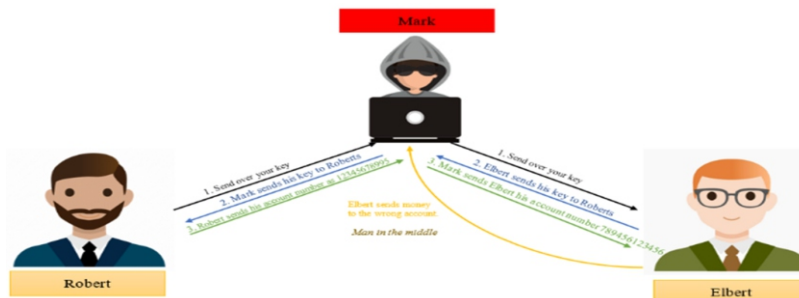 Mark
1. Send over your key
2. Mark sends his key to Roberts
3. Robert sends his account number as 12345678995
1. Send over your key
2. Elbert sends his key to Roberts
3. Mark sends Elbert his account number 789456123456
Elbert sends money
to the wrong account.
Man in the middle
Robert
Elbert